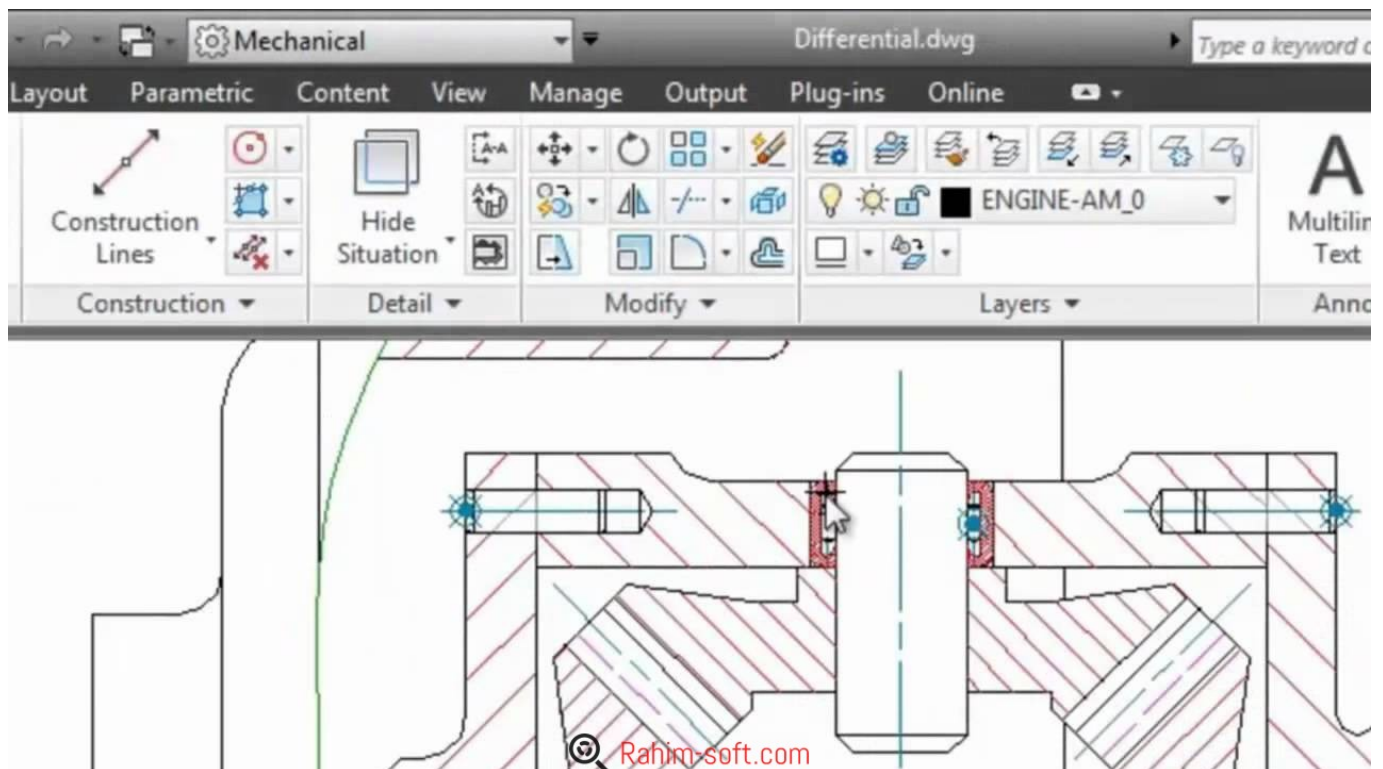 Mechanical
Differential.dwg
Type a keyword
Layout Parametric Content View Manage Output Plug-ins Online
A-A
A
Construction
Lines
Hide
Situation
ENGINE-AM_0
A
Multilin
Text
Construction
Detail
Modify
Layers
Anno
Rahim-soft.com